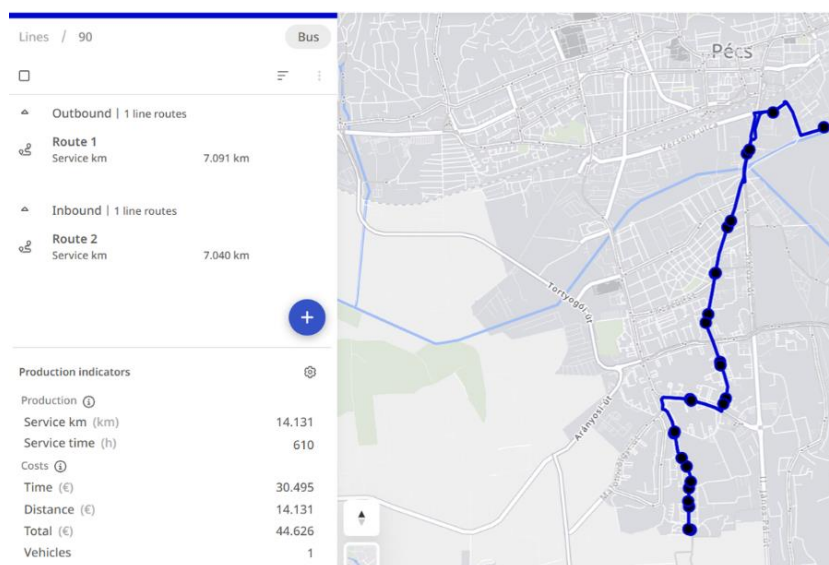 Lines / 90
Bus
Outbound | 1 line routes
Route 1
Service km 7.091 km
Inbound | 1 line routes
Route 2
Service km 7.040 km
+
Production indicators
Production
Service km (km) 14.131
Service time (h) 610
Costs
Time (€) 30.495
Distance (€) 14.131
Total (€) 44.626
Vehicles 1
Pécs
Tortyogói út
Aranyosi út